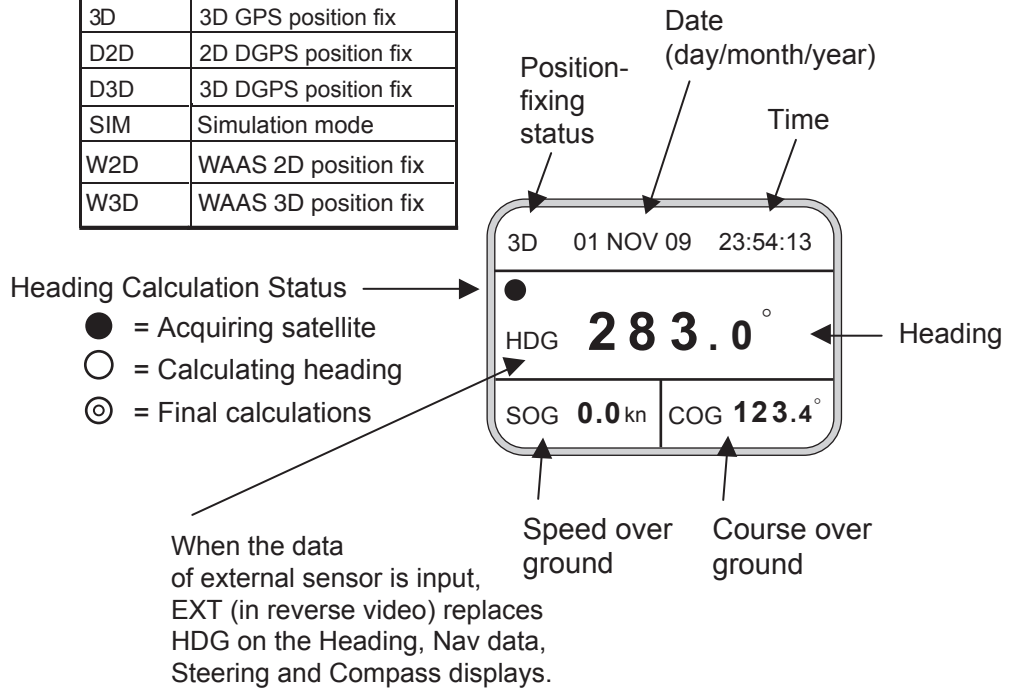 3D 3D GPS position fix
D2D 2D DGPS position fix
D3D 3D DGPS position fix
SIM Simulation mode
W2D WAAS 2D position fix
W3D WAAS 3D position fix
Position-
fixing
status
Date
(day/month/year)
Time
3D 01 NOV 09 23:54:13
Heading Calculation Status
● = Acquiring satellite
○ = Calculating heading
◎ = Final calculations
HDG 283.0°
Heading
SOG 0.0 kn COG 123.4°
Speed over
ground
Course over
ground
When the data
of external sensor is input,
EXT (in reverse video) replaces
HDG on the Heading, Nav data,
Steering and Compass displays.